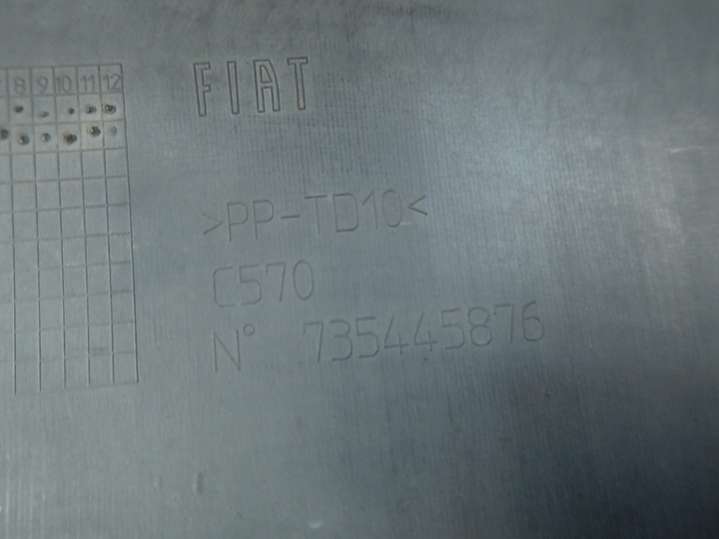 FIAT
8 9 10 11 12
>PP-TD10<
C570
N° 735445876